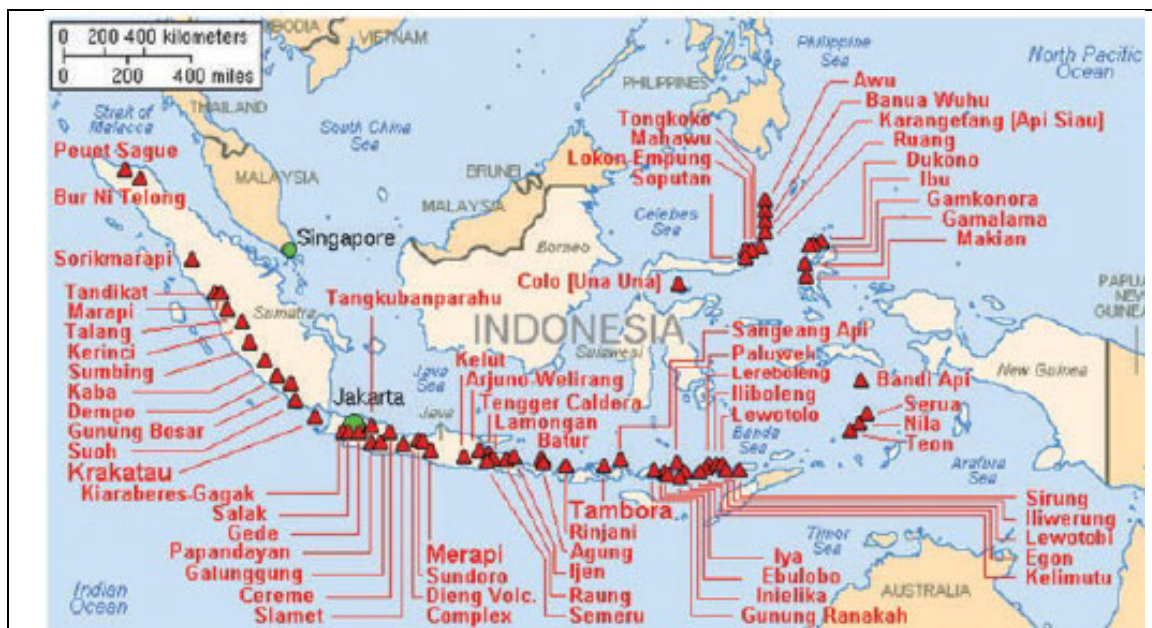 0 200 400 kilometers
0 200 400 miles
CAMBODIA
VIETNAM
THAILAND
Strait of
Malacca
South China
Sea
MALAYSIA
BRUNEI
MALAYSIA
PHILIPPINES
Philippine
Sea
North Pacific
Ocean
Peuet Sague
Bur Ni Telong
Singapore
Sorikmarapi
Tandikat
Marapi
Talang
Kerinci
Sumbing
Kaba
Dempo
Gunung Besar
Suoh
Krakatau
Kiaraberes-Gagak
Salak
Gede
Papandayan
Galunggung
Cereme
Slamet
Sumatra
Tangkubanparahu
Jakarta
Java
Sea
Java
INDONESIA
Borneo
Celebes
Sea
Sulawesi
Tongkoko
Mahawu
Lokon Empung
Soputan
Awu
Banua Wuhu
Karangefang [Api Siau]
Ruang
Dukono
Ibu
Gamkonora
Gamalama
Makian
Colo [Una Una]
Kelut
Arjuno-Welirang
Tengger Caldera
Lamongan
Batur
Sangeang Api
Paluweh
Lereboleng
Iliboleng
Lewotolo
Banda
Sea
Bandi Api
Serua
Nila
Teon
New Guinea
PAPUA
NEW
GUINEA
Arafura
Sea
Merapi
Sundoro
Dieng Volc.
Complex
Tambora
Rinjani
Agung
Ijen
Raung
Semeru
Iya
Ebulobo
Inielika
Gunung Ranakah
Timor
Sea
Sirung
Iliwerung
Lewotobi
Egon
Kelimutu
AUSTRALIA
Indian
Ocean